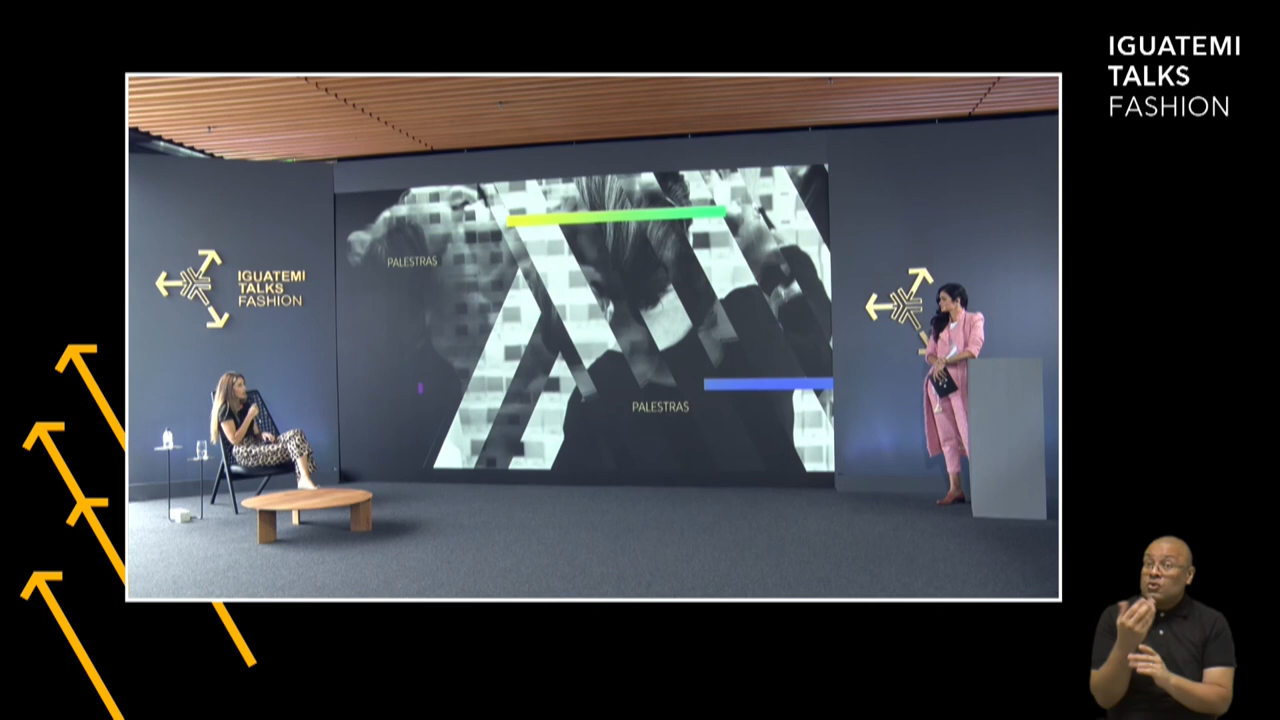 IGUATEMI
TALKS
FASHION
PALESTRAS
IGUATEMI
TALKS
FASHION
PALESTRAS